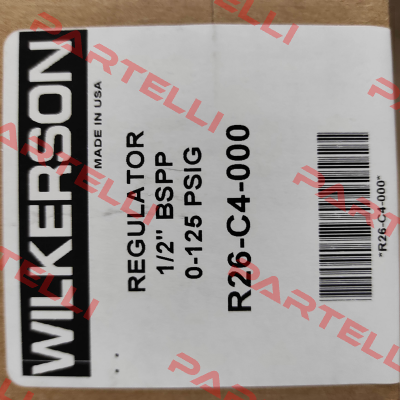 WILKERSON
MADE IN USA
REGULATOR
1/2" BSPP
0-125 PSIG
R26-C4-000
*R26-C4-000*
PARTELLI
PARTELLI
PARTELLI
PARTELLI
PARTELLI